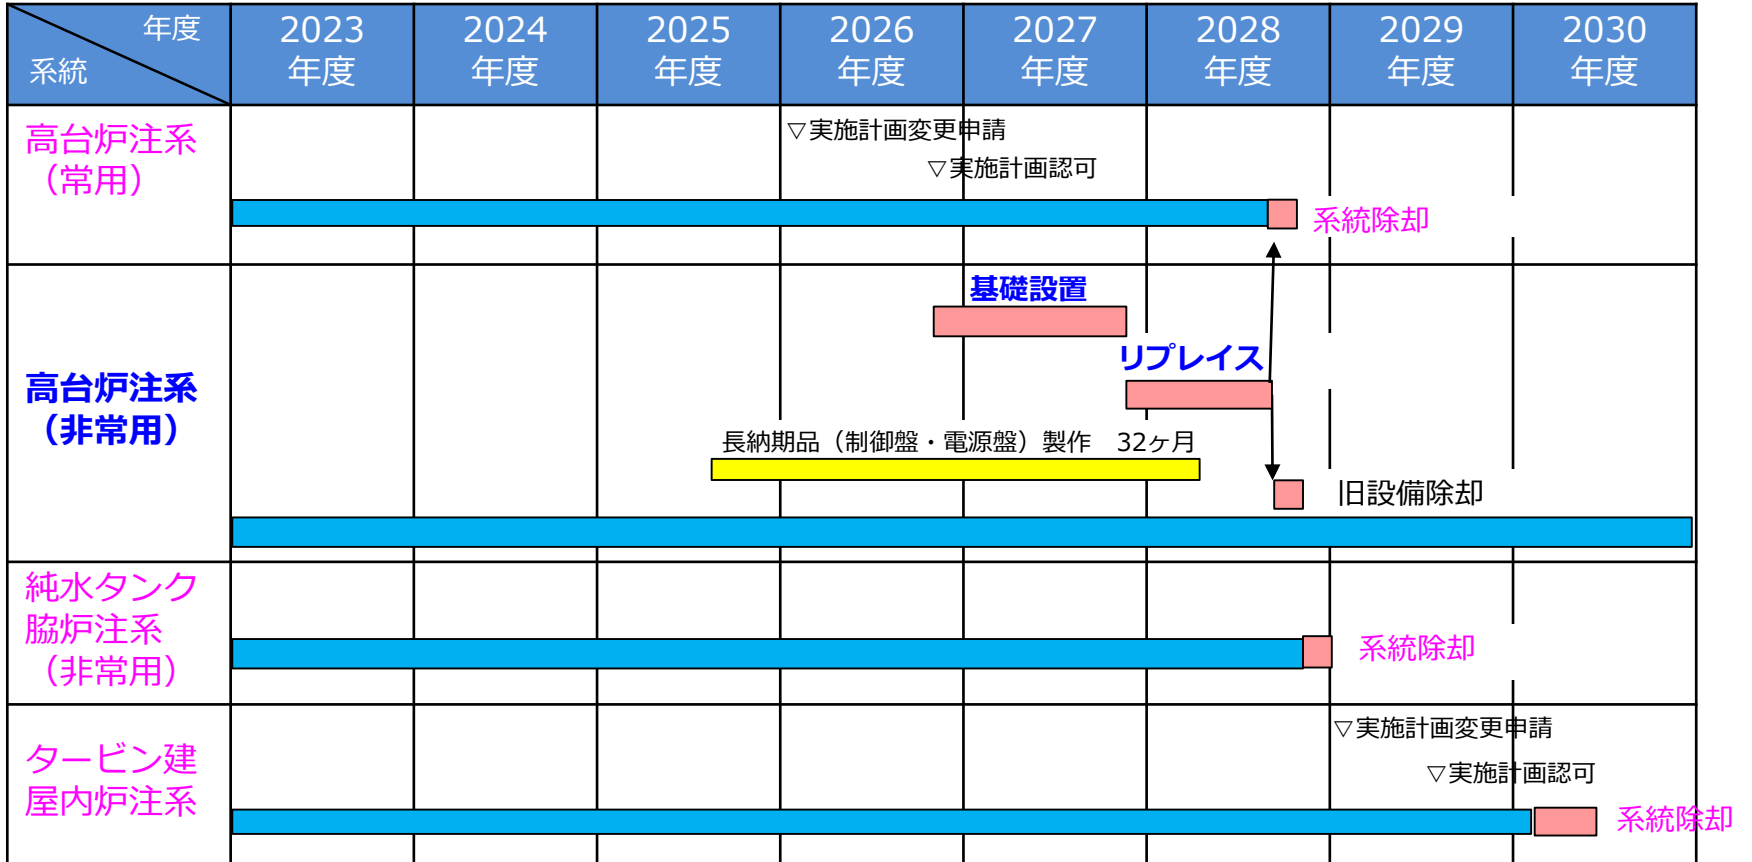 年度
系統
2023
年度
2024
年度
2025
年度
2026
年度
2027
年度
2028
年度
2029
年度
2030
年度
高台炉注系
（常用）
▽実施計画変更申請
▽実施計画認可
系統除却
高台炉注系
（非常用）
基礎設置
リプレイス
長納期品（制御盤・電源盤）製作　32ヶ月
旧設備除却
純水タンク
脇炉注系
（非常用）
系統除却
タービン建
屋内炉注系
▽実施計画変更申請
▽実施計画認可
系統除却